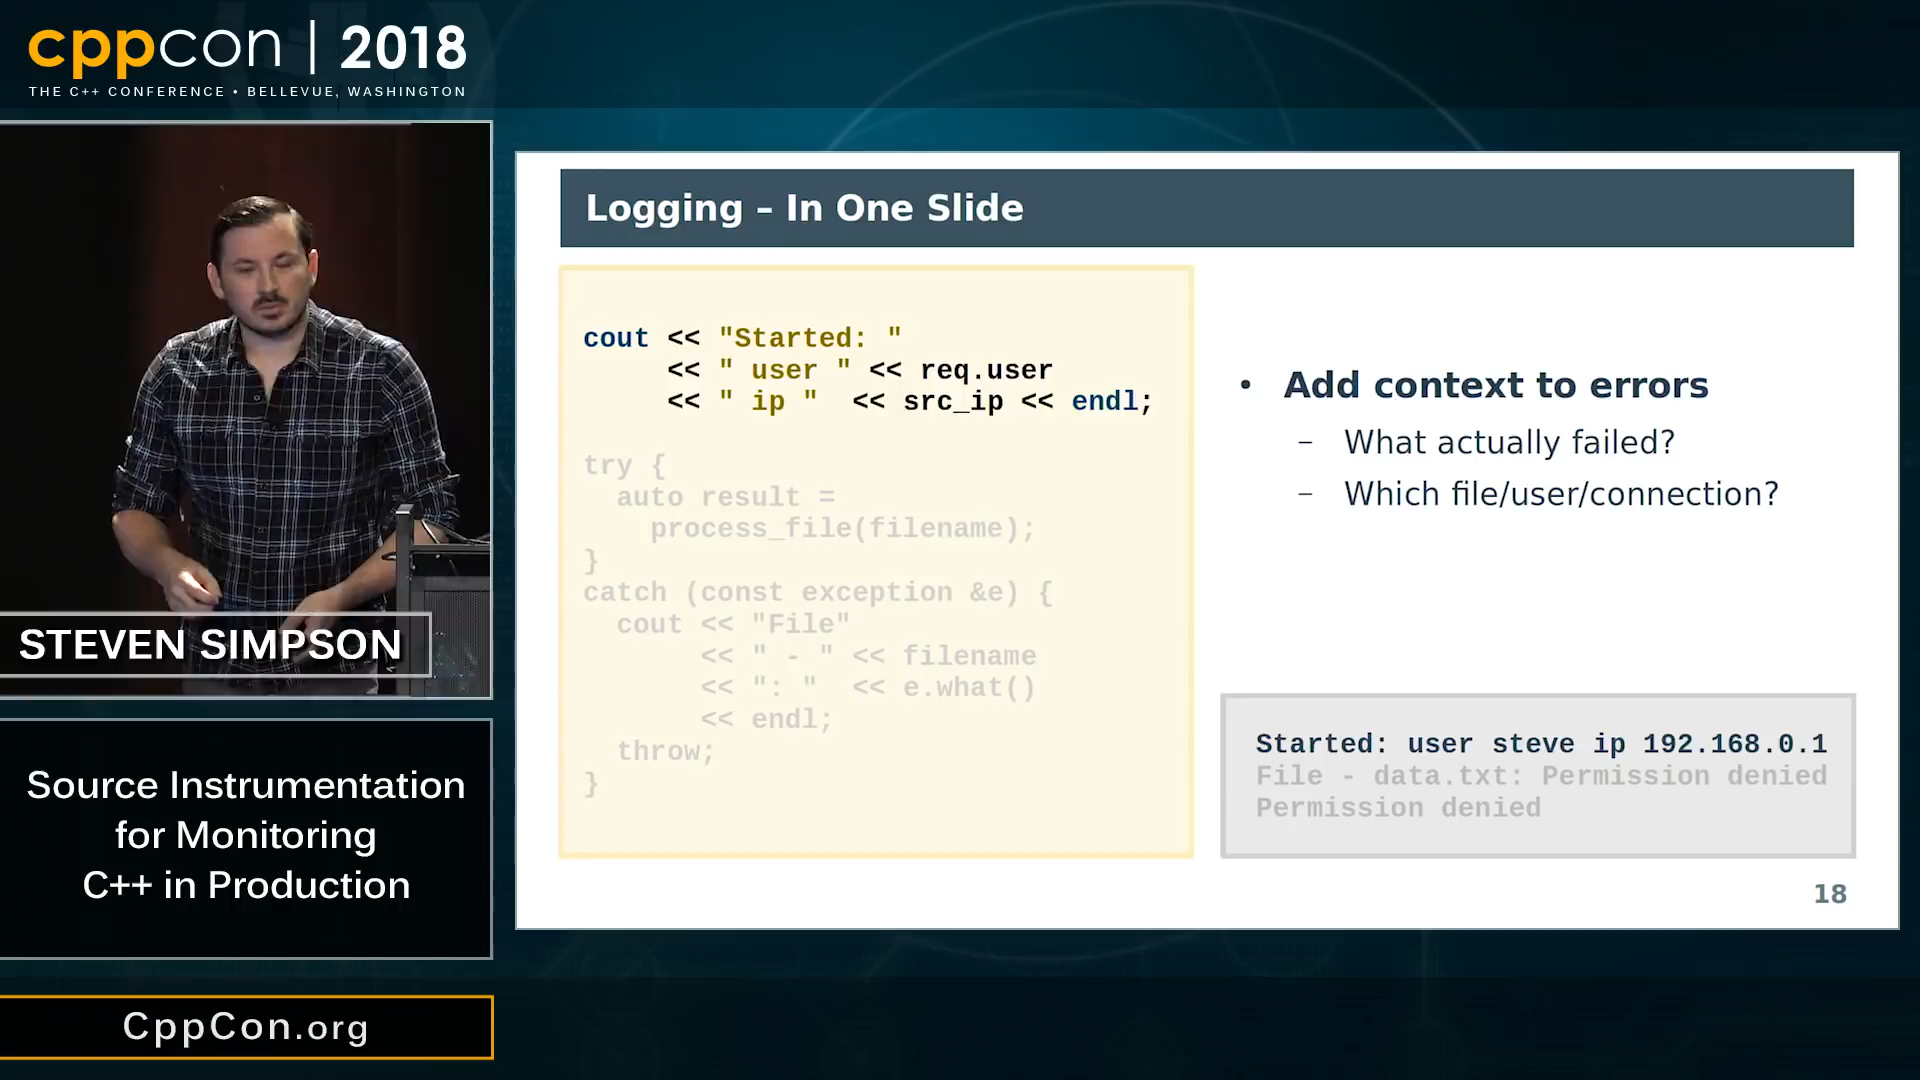 cppcon | 2018
THE C++ CONFERENCE • BELLEVUE, WASHINGTON
STEVEN SIMPSON
Source Instrumentation
for Monitoring
C++ in Production
CppCon.org
Logging – In One Slide
cout << "Started: "
<< " user " << req.user
<< " ip "  << src_ip << endl;
try {
auto result =
process_file(filename);
}
catch (const exception &e) {
cout << "File"
<< " - " << filename
<< ": "  << e.what()
<< endl;
throw;
}
• Add context to errors
– What actually failed?
– Which file/user/connection?
Started: user steve ip 192.168.0.1
File - data.txt: Permission denied
Permission denied
18